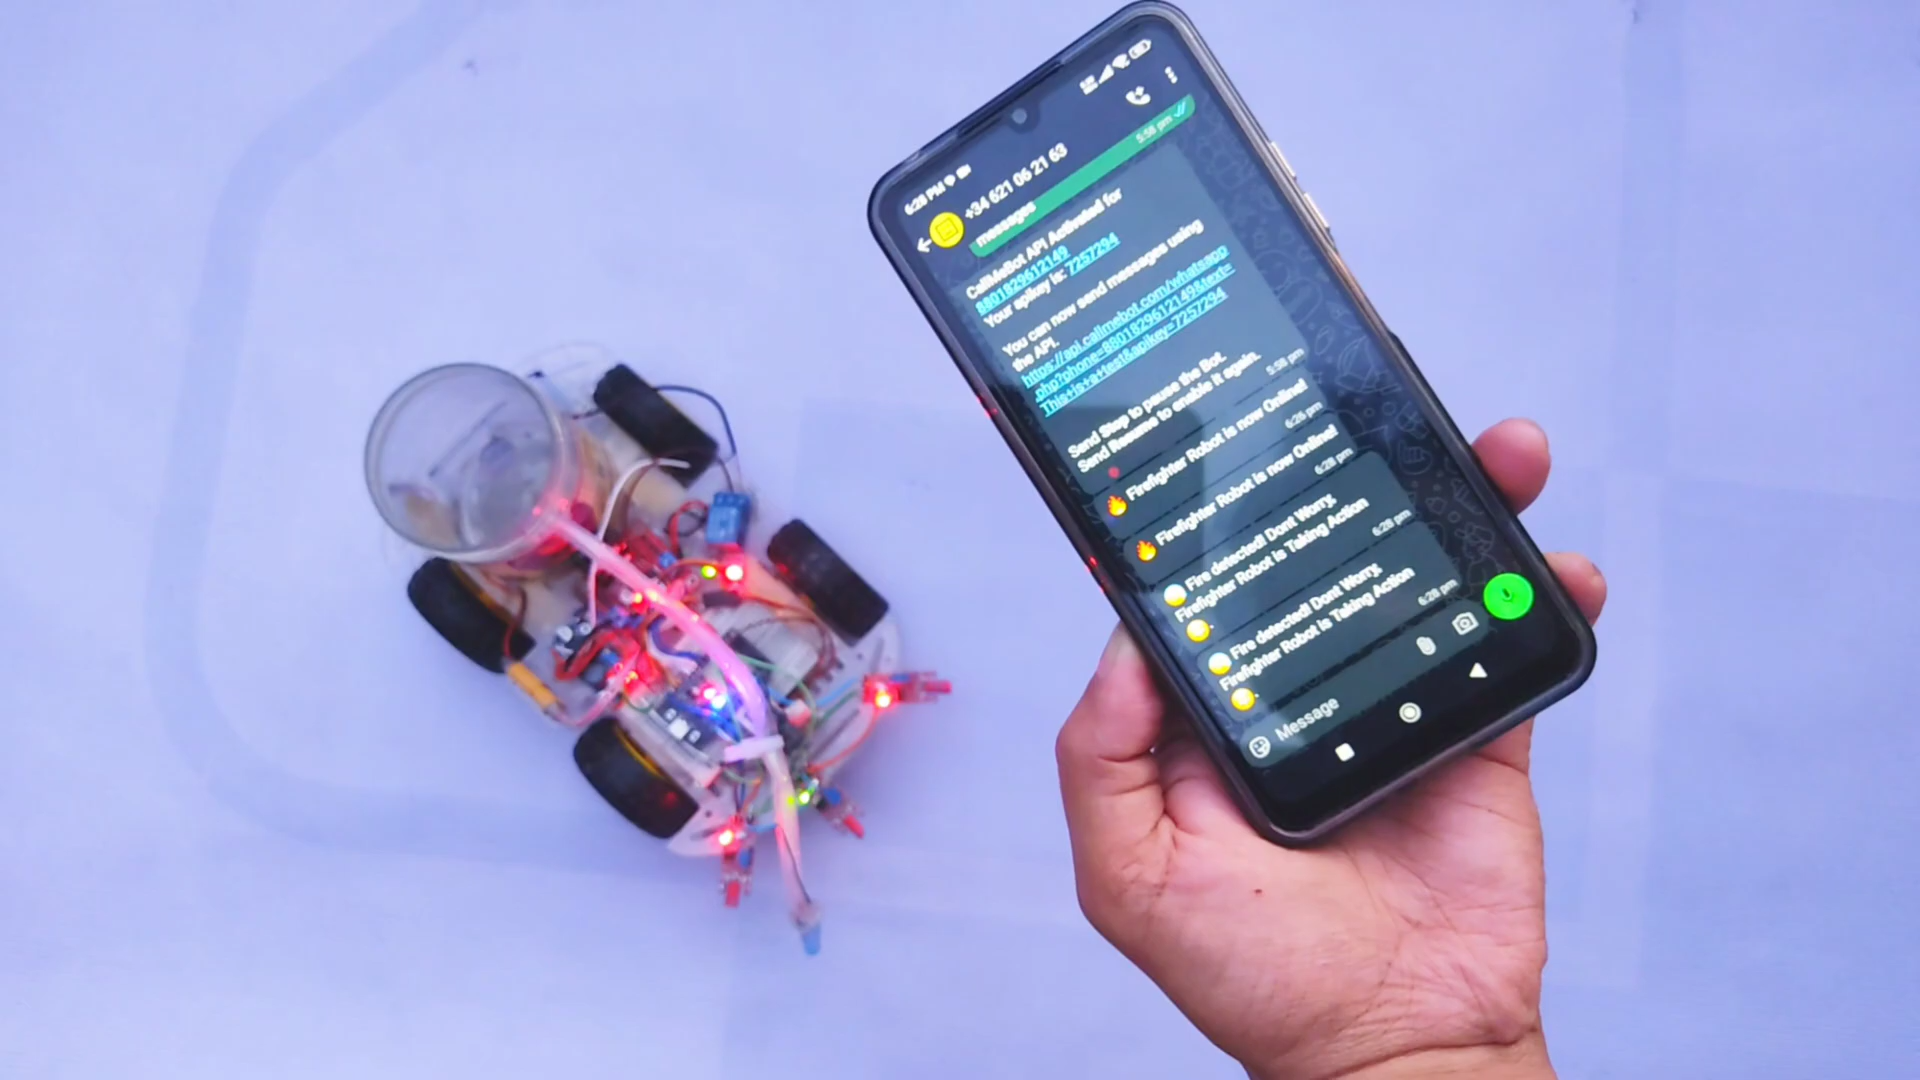 6:28 PM
+34 621 06 21 63
messages
5:58 pm
CallMeBot API Activated for
8801829612149
Your apikey is: 7257294
You can now send messages using
the API.
https://api.callmebot.com/whatsapp
.php?phone=8801829612149&text=
This+is+a+test&apikey=7257294
Send Stop to pause the Bot.
Send Resume to enable it again.
5:58 pm
🔥 Firefighter Robot is now Online!
6:26 pm
🔥 Firefighter Robot is now Online!
6:28 pm
Fire detected! Dont Worry,
Firefighter Robot is Taking Action
.
6:28 pm
Fire detected! Dont Worry,
Firefighter Robot is Taking Action
.
6:28 pm
Message